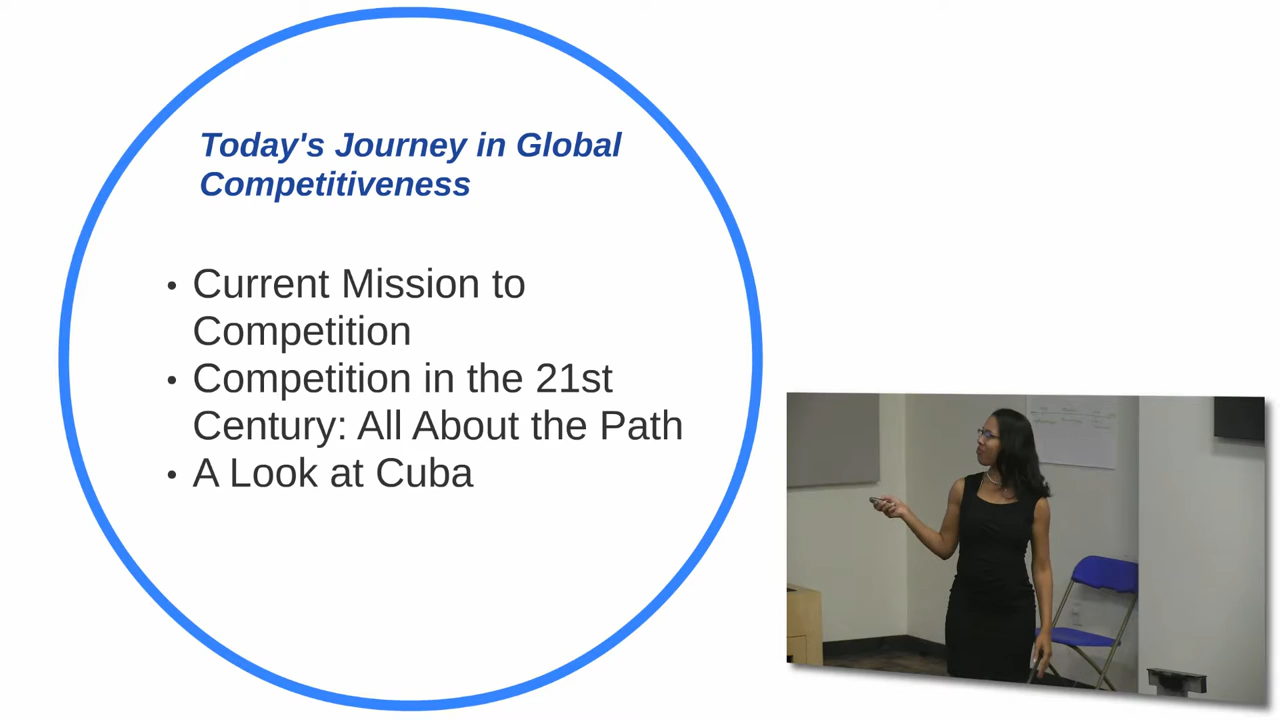 Today's Journey in Global
Competitiveness
• Current Mission to
Competition
• Competition in the 21st
Century: All About the Path
• A Look at Cuba